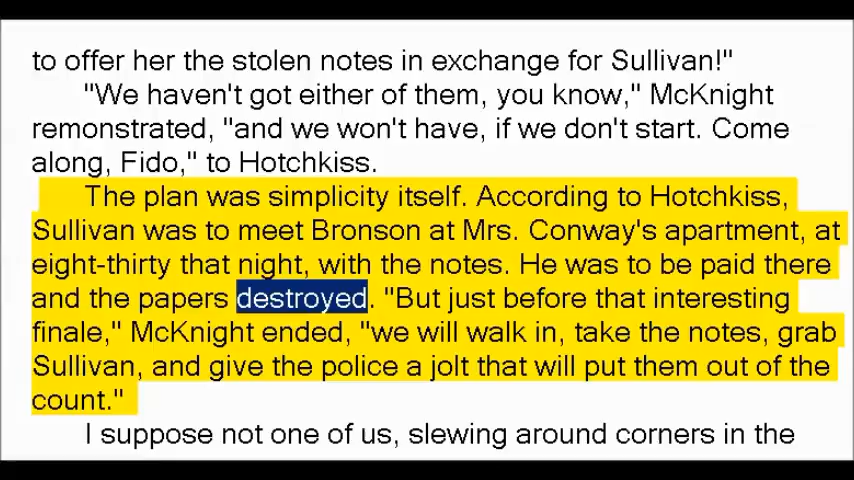 to offer her the stolen notes in exchange for Sullivan!"
"We haven't got either of them, you know," McKnight
remonstrated, "and we won't have, if we don't start. Come
along, Fido," to Hotchkiss.
The plan was simplicity itself. According to Hotchkiss,
Sullivan was to meet Bronson at Mrs. Conway's apartment, at
eight-thirty that night, with the notes. He was to be paid there
and the papers destroyed. "But just before that interesting
finale," McKnight ended, "we will walk in, take the notes, grab
Sullivan, and give the police a jolt that will put them out of the
count."
I suppose not one of us, slewing around corners in the